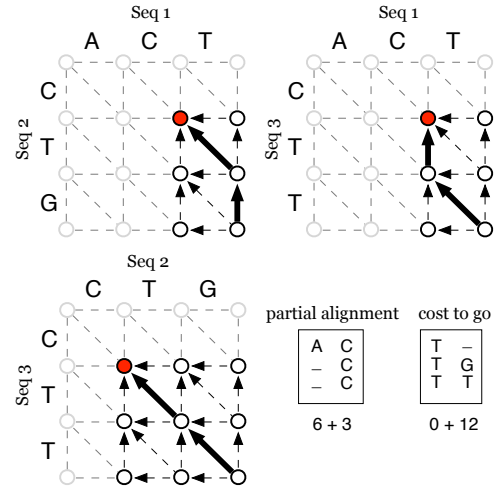 Seq 1
A C T
Seq 2
C
T
G
Seq 1
A C T
Seq 3
C
T
T
Seq 2
C T G
Seq 3
C
T
T
partial alignment
A C
– C
– C
6 + 3
cost to go
T –
T G
T T
0 + 12